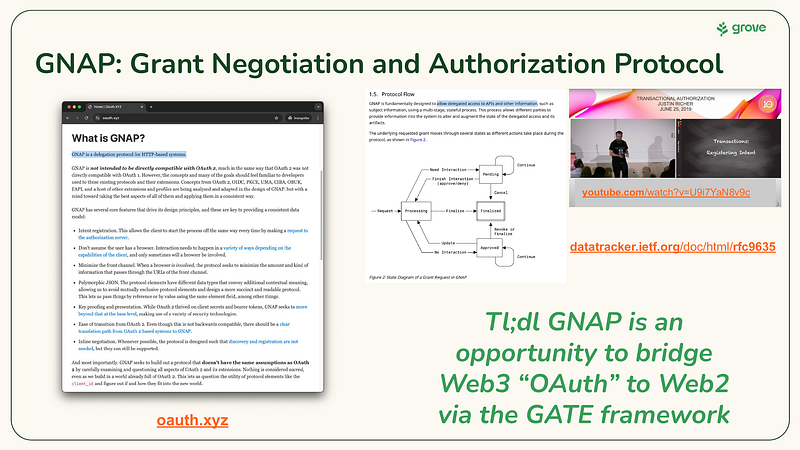 grove
GNAP: Grant Negotiation and Authorization Protocol
Home | OAuth.XYZ
oauth.xyz
Incognito
What is GNAP?
GNAP is a delegation protocol for HTTP-based systems.
GNAP is not intended to be directly compatible with OAuth 2, much in the same way that OAuth 2 was not
directly compatible with OAuth 1. However, the concepts and many of the goals should feel familiar to developers
used to these existing protocols and their extensions. Concepts from OAuth 2, OIDC, PKCE, UMA, CIBA, OBUK,
FAPI, and a host of other extensions and profiles are being analyzed and adapted in the design of GNAP, but with
a mind toward taking the best aspects of all of them and applying them in a consistent way.
GNAP has several core features that drive its design principles, and these are key to providing a consistent data
model:
Intent registration. This allows the client to start the process off the same way every time by making a request
to the authorization server.
Don't assume the user has a browser. Interaction needs to happen in a variety of ways depending on the
capabilities of the client, and only sometimes will a browser be involved.
Minimize the front channel. When a browser is involved, the protocol seeks to minimize the amount and kind of
information that passes through the URLs of the front channel.
Polymorphic JSON. The protocol elements have different data types that convey additional contextual meaning,
allowing us to avoid mutually exclusive protocol elements and design a more succinct and readable protocol.
This lets us pass things by reference or by value using the same element field, among other things.
Key proofing and presentation. While OAuth 2 thrived on client secrets and bearer tokens, GNAP seeks to move
beyond that at the base level, making use of a variety of security technologies.
Ease of transition from OAuth 2. Even though this is not backwards compatible, there should be a clear
translation path from OAuth 2 based systems to GNAP.
Inline negotiation. Whenever possible, the protocol is designed such that discovery and registration are not
needed, but they can still be supported.
And most importantly, GNAP seeks to build out a protocol that doesn't have the same assumptions as OAuth
2 by carefully examining and questioning all aspects of OAuth 2 and its extensions. Nothing is considered sacred,
even as we build in a world already full of OAuth 2. This lets us question the utility of protocol elements like the
client_id and figure out if and how they fit into the new world.
oauth.xyz
1.5. Protocol Flow
GNAP is fundamentally designed to allow delegated access to APIs and other information, such as
subject information, using a multi-stage, stateful process. This process allows different parties to
provide information into the system to alter and augment the state of the delegated access and its
artifacts.
The underlying requested grant moves through several states as different actions take place during the
protocol, as shown in Figure 2.
Need Interaction
Pending
Continue
Finish Interaction
(approve/deny)
Cancel
Request
Processing
Finalize
Finalized
Revoke or
Finalize
Update
No Interaction
Approved
Continue
Figure 2: State Diagram of a Grant Request in GNAP
TRANSACTIONAL AUTHORIZATION
JUSTIN RICHER
JUNE 25, 2019
10
Transactions:
Registering Intent
youtube.com/watch?v=U9i7YaN8v9c
datatracker.ietf.org/doc/html/rfc9635
Tl;dl GNAP is an
opportunity to bridge
Web3 “OAuth” to Web2
via the GATE framework